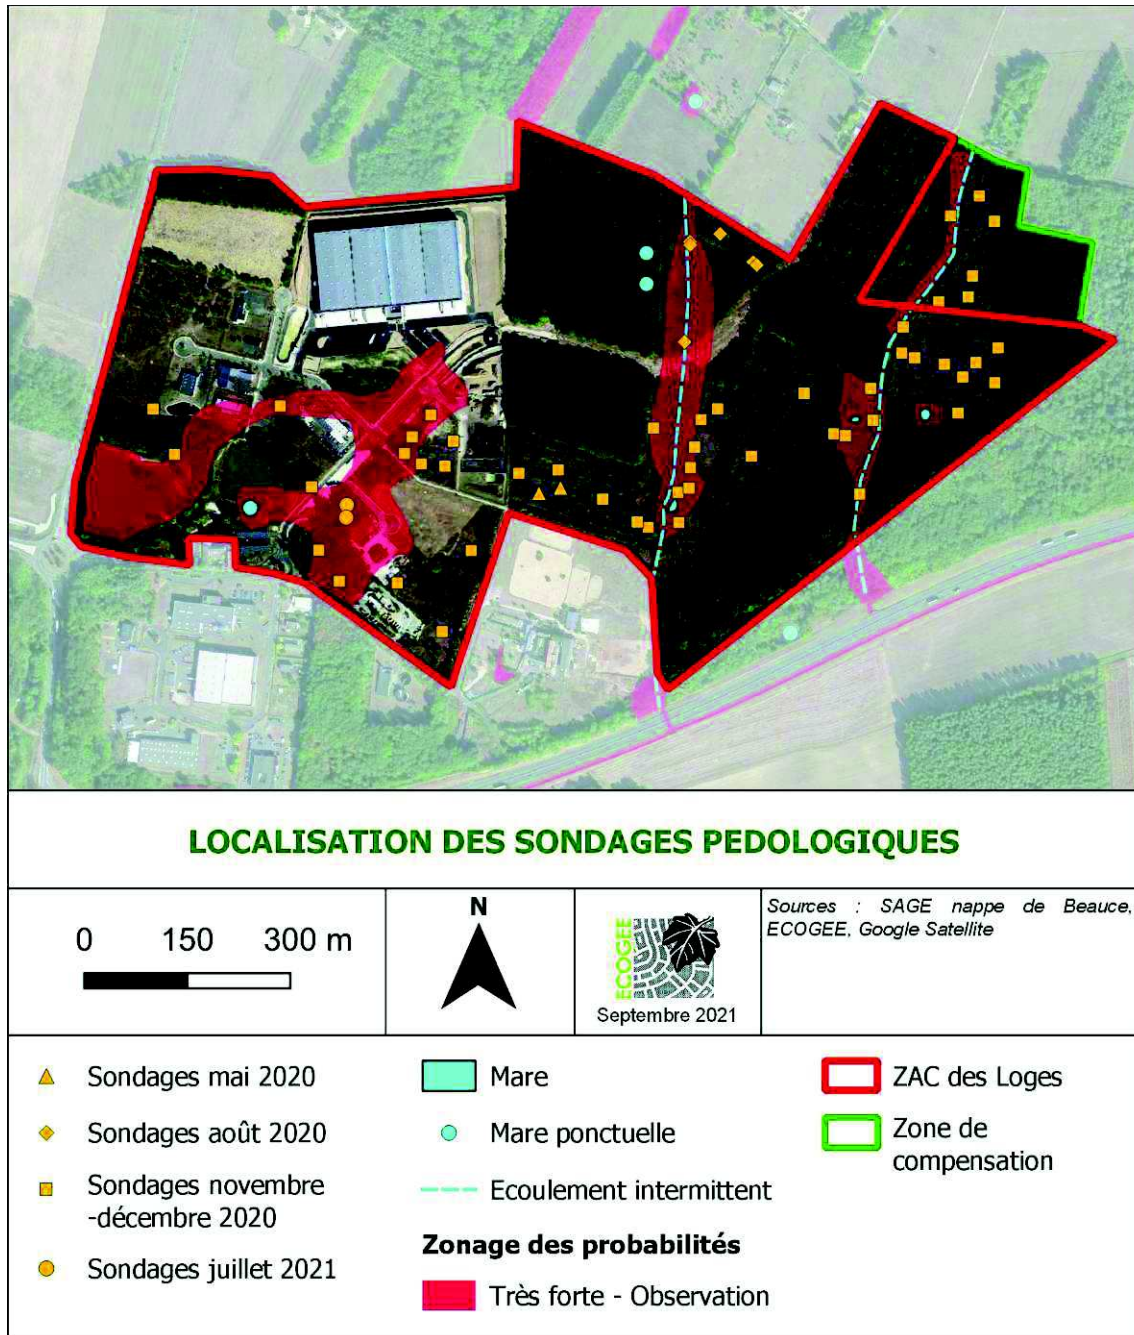 LOCALISATION DES SONDAGES PEDOLOGIQUES
0 150 300 m
N
ECOGEE
Septembre 2021
Sources : SAGE nappe de Beauce,
ECOGEE, Google Satellite
Sondages mai 2020
Sondages août 2020
Sondages novembre
-décembre 2020
Sondages juillet 2021
Mare
Mare ponctuelle
Ecoulement intermittent
Zonage des probabilités
Très forte - Observation
ZAC des Loges
Zone de
compensation